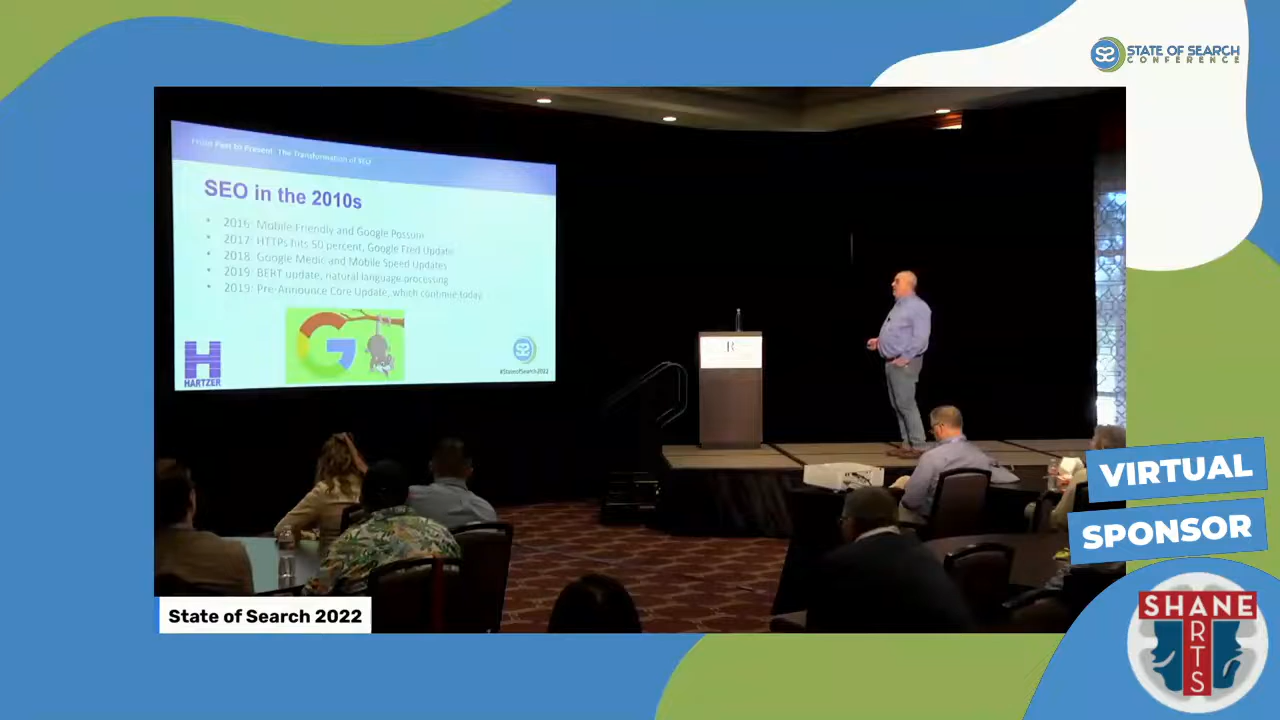 STATE OF SEARCH
CONFERENCE
From Past to Present: The Transformation of SEO
SEO in the 2010s
• 2016: Mobile Friendly and Google Possum
• 2017: HTTPs hits 50 percent, Google Fred Update
• 2018: Google Medic and Mobile Speed Updates
• 2019: BERT update, natural language processing
• 2019: Pre-Announce Core Update, which continue today
H
HARTZER
#StateofSearch2022
R
VIRTUAL
SPONSOR
State of Search 2022
SHANE
ARTS